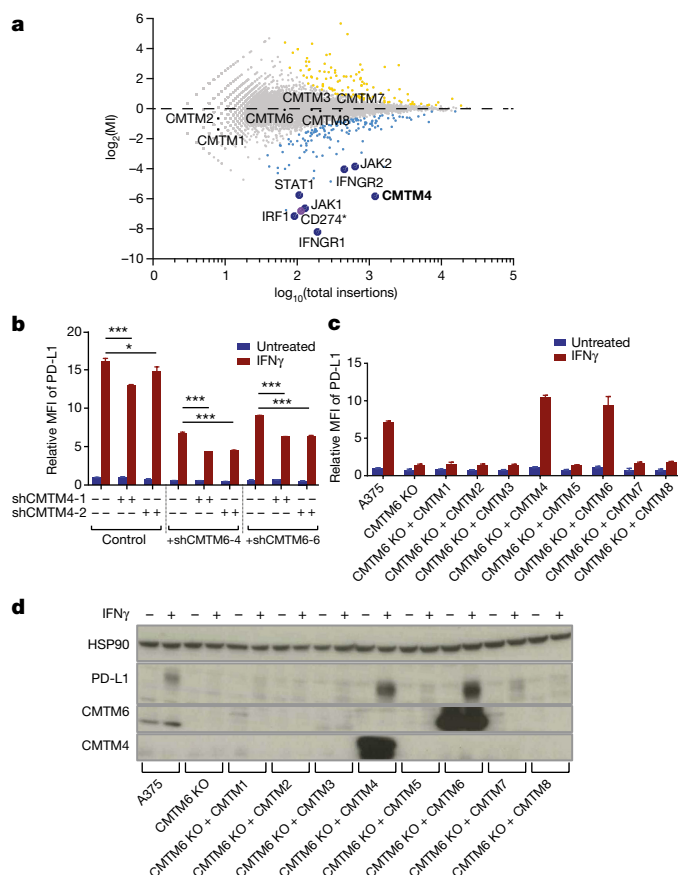 a
6
4
2
0
−2
−4
−6
−8
−10
log2(MI)
CMTM3 CMTM7
CMTM2 CMTM6 CMTM8
CMTM1
JAK2
IFNGR2
STAT1 CMTM4
JAK1
IRF1 CD274*
IFNGR1
0 1 2 3 4 5
log10(total insertions)
b
Untreated
IFNγ
20
15
10
5
0
Relative MFI of PD-L1
***
*
***
***
***
***
shCMTM4-1 – – + + – – – – + + – – – – + + – –
shCMTM4-2 – – – – + + – – – – + + – – – – + +
Control +shCMTM6-4 +shCMTM6-6
c
Untreated
IFNγ
15
10
5
0
Relative MFI of PD-L1
A375
CMTM6 KO
CMTM6 KO + CMTM1
CMTM6 KO + CMTM2
CMTM6 KO + CMTM3
CMTM6 KO + CMTM4
CMTM6 KO + CMTM5
CMTM6 KO + CMTM6
CMTM6 KO + CMTM7
CMTM6 KO + CMTM8
d
IFNγ – + – + – + – + – + – + – + – + – + – +
HSP90
PD-L1
CMTM6
CMTM4
A375
CMTM6 KO
CMTM6 KO + CMTM1
CMTM6 KO + CMTM2
CMTM6 KO + CMTM3
CMTM6 KO + CMTM4
CMTM6 KO + CMTM5
CMTM6 KO + CMTM6
CMTM6 KO + CMTM7
CMTM6 KO + CMTM8